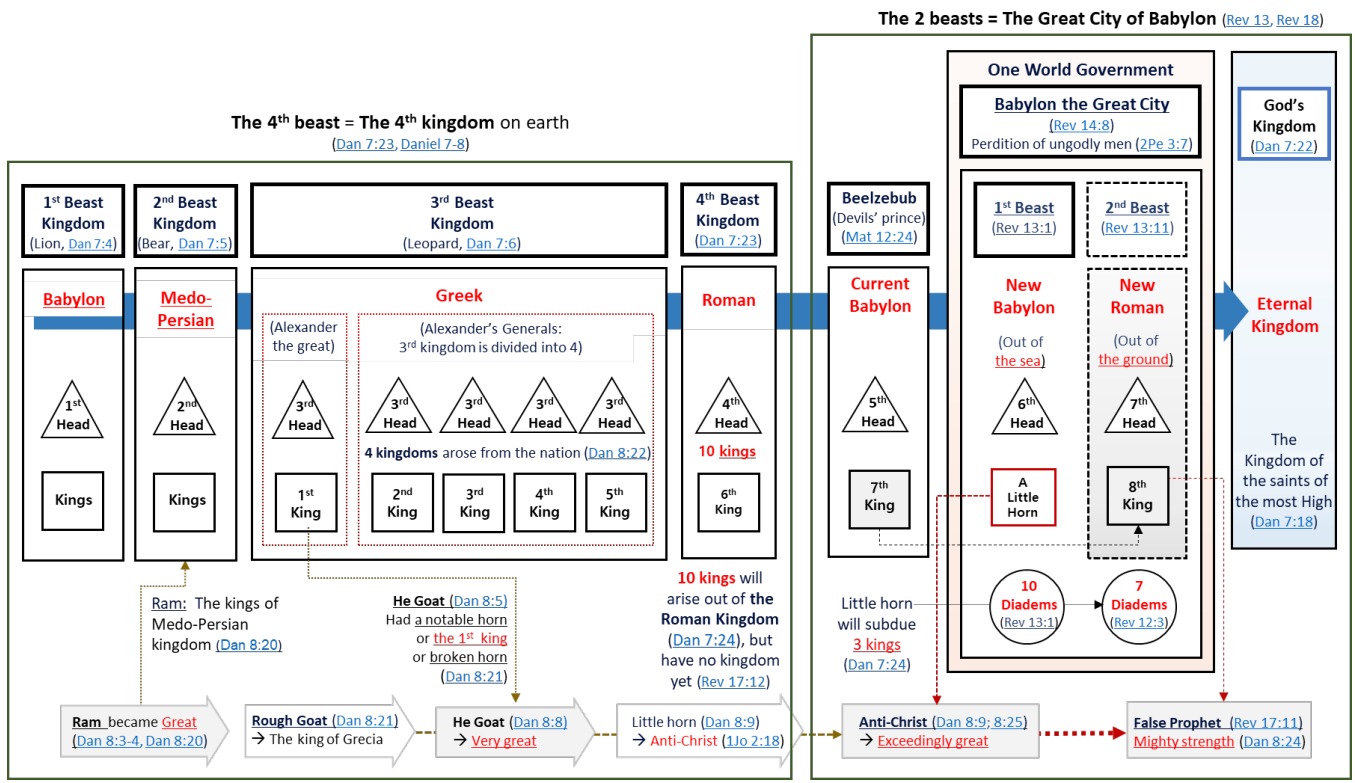 The 2 beasts = The Great City of Babylon (Rev 13, Rev 18)
The 4th beast = The 4th kingdom on earth
(Dan 7:23, Daniel 7-8)
1st Beast
Kingdom
(Lion, Dan 7:4)
2nd Beast
Kingdom
(Bear, Dan 7:5)
3rd Beast
Kingdom
(Leopard, Dan 7:6)
4th Beast
Kingdom
(Dan 7:23)
Babylon
Medo-
Persian
Greek
Roman
(Alexander
the great)
(Alexander's Generals:
3rd kingdom is divided into 4)
1st
Head
2nd
Head
3rd
Head
3rd
Head
3rd
Head
3rd
Head
3rd
Head
4th
Head
4 kingdoms arose from the nation (Dan 8:22)
10 kings
Kings
Kings
1st
King
2nd
King
3rd
King
4th
King
5th
King
6th
King
Ram: The kings of
Medo-Persian
kingdom (Dan 8:20)
He Goat (Dan 8:5)
Had a notable horn
or the 1st king
or broken horn
(Dan 8:21)
10 kings will
arise out of the
Roman Kingdom
(Dan 7:24), but
have no kingdom
yet (Rev 17:12)
One World Government
Babylon the Great City
(Rev 14:8)
Perdition of ungodly men (2Pe 3:7)
God's
Kingdom
(Dan 7:22)
Beelzebub
(Devils' prince)
(Mat 12:24)
1st Beast
(Rev 13:1)
2nd Beast
(Rev 13:11)
Current
Babylon
New
Babylon
New
Roman
Eternal
Kingdom
(Out of
the sea)
(Out of
the ground)
5th
Head
6th
Head
7th
Head
7th
King
A
Little
Horn
8th
King
The
Kingdom of
the saints of
the most High
(Dan 7:18)
Little horn
will subdue
3 kings
(Dan 7:24)
10
Diadems
(Rev 13:1)
7
Diadems
(Rev 12:3)
Ram became Great
(Dan 8:3-4, Dan 8:20)
Rough Goat (Dan 8:21)
→ The king of Grecia
He Goat (Dan 8:8)
→ Very great
Little horn (Dan 8:9)
→ Anti-Christ (1Jo 2:18)
Anti-Christ (Dan 8:9; 8:25)
→ Exceedingly great
False Prophet (Rev 17:11)
Mighty strength (Dan 8:24)